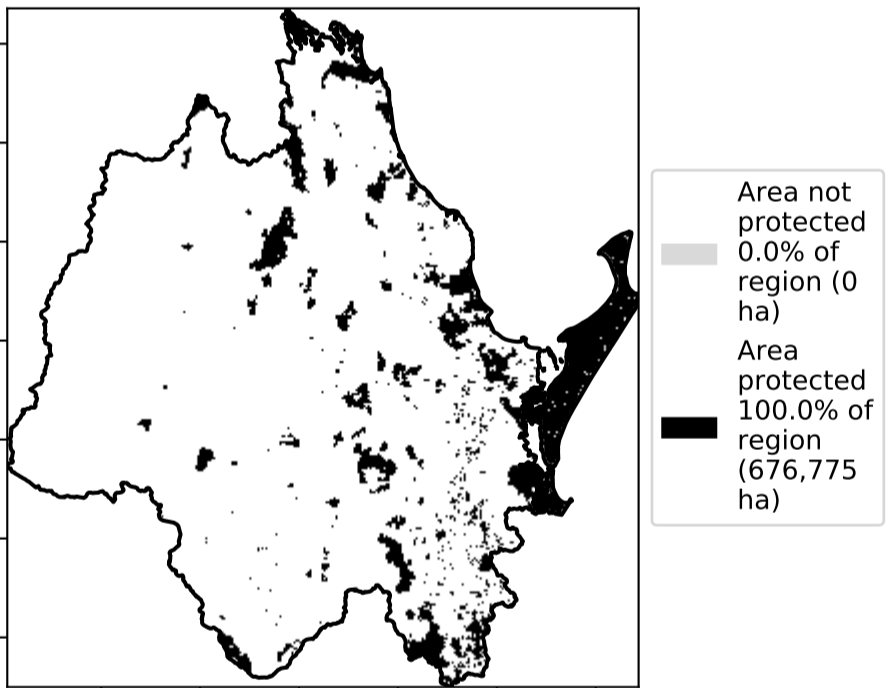 Area not
protected
0.0% of
region (0
ha)
Area
protected
100.0% of
region
(676,775
ha)